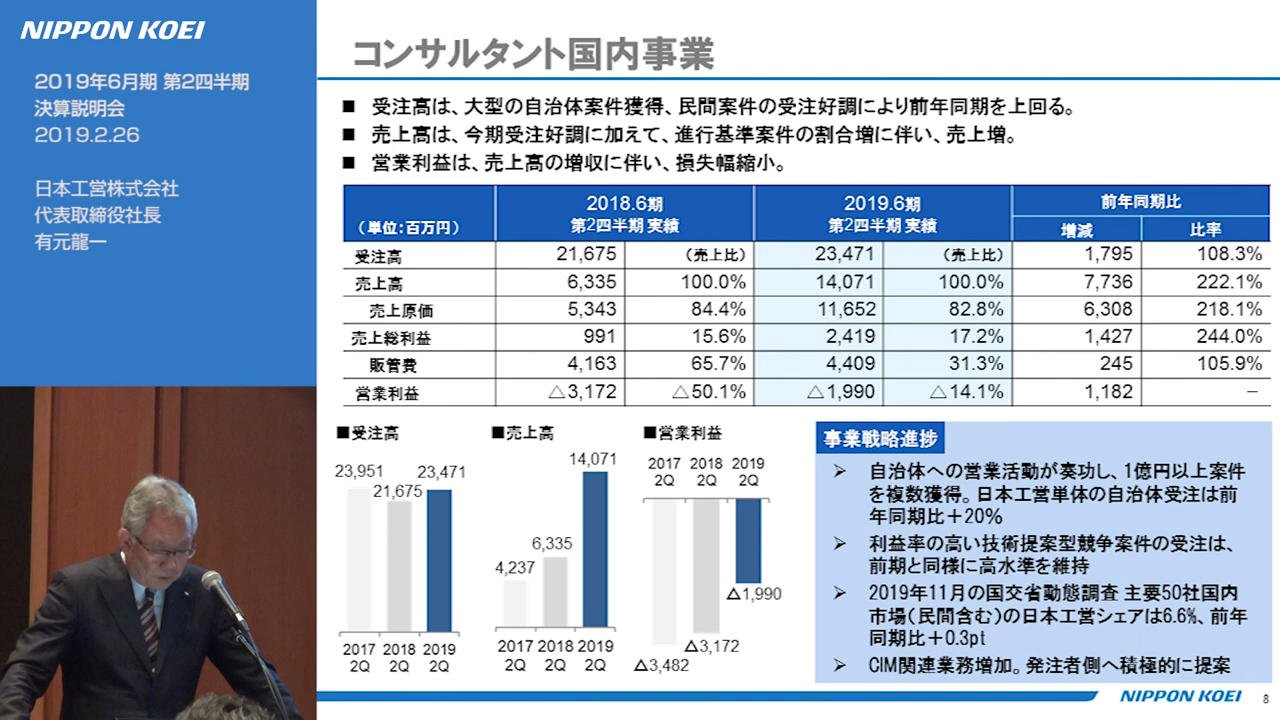 NIPPON KOEI
2019年6月期 第2四半期
決算説明会
2019.2.26
日本工営株式会社
代表取締役社長
有元龍一
コンサルタント国内事業
■ 受注高は、大型の自治体案件獲得、民間案件の受注好調により前年同期を上回る。
■ 売上高は、今期受注好調に加えて、進行基準案件の割合増に伴い、売上増。
■ 営業利益は、売上高の増収に伴い、損失幅縮小。
(単位:百万円) 2018.6期 第2四半期 実績 2019.6期 第2四半期 実績 前年同期比
増減 比率
受注高 21,675 (売上比) 23,471 (売上比) 1,795 108.3%
売上高 6,335 100.0% 14,071 100.0% 7,736 222.1%
売上原価 5,343 84.4% 11,652 82.8% 6,308 218.1%
売上総利益 991 15.6% 2,419 17.2% 1,427 244.0%
販管費 4,163 65.7% 4,409 31.3% 245 105.9%
営業利益 △3,172 △50.1% △1,990 △14.1% 1,182 －
■受注高
23,951 21,675 23,471
2017 2Q 2018 2Q 2019 2Q
■売上高
4,237 6,335 14,071
2017 2Q 2018 2Q 2019 2Q
■営業利益
2017 2Q 2018 2Q 2019 2Q
△3,482 △3,172 △1,990
事業戦略進捗
➢ 自治体への営業活動が奏功し、1億円以上案件
を複数獲得。日本工営単体の自治体受注は前
年同期比＋20%
➢ 利益率の高い技術提案型競争案件の受注は、
前期と同様に高水準を維持
➢ 2019年11月の国交省動態調査 主要50社国内
市場(民間含む)の日本工営シェアは6.6%、前年
同期比＋0.3pt
➢ CIM関連業務増加。発注者側へ積極的に提案
NIPPON KOEI 8